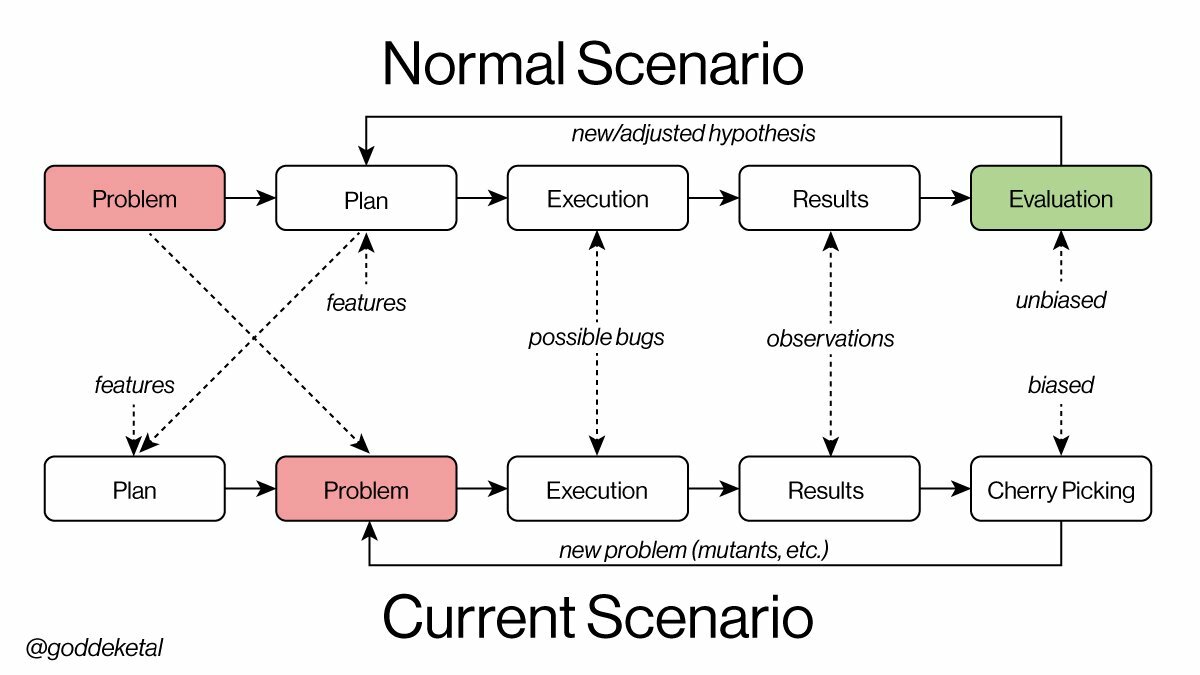 Normal Scenario
new/adjusted hypothesis
Problem
Plan
Execution
Results
Evaluation
features
unbiased
possible bugs
observations
features
biased
Plan
Problem
Execution
Results
Cherry Picking
new problem (mutants, etc.)
Current Scenario
@goddeketal